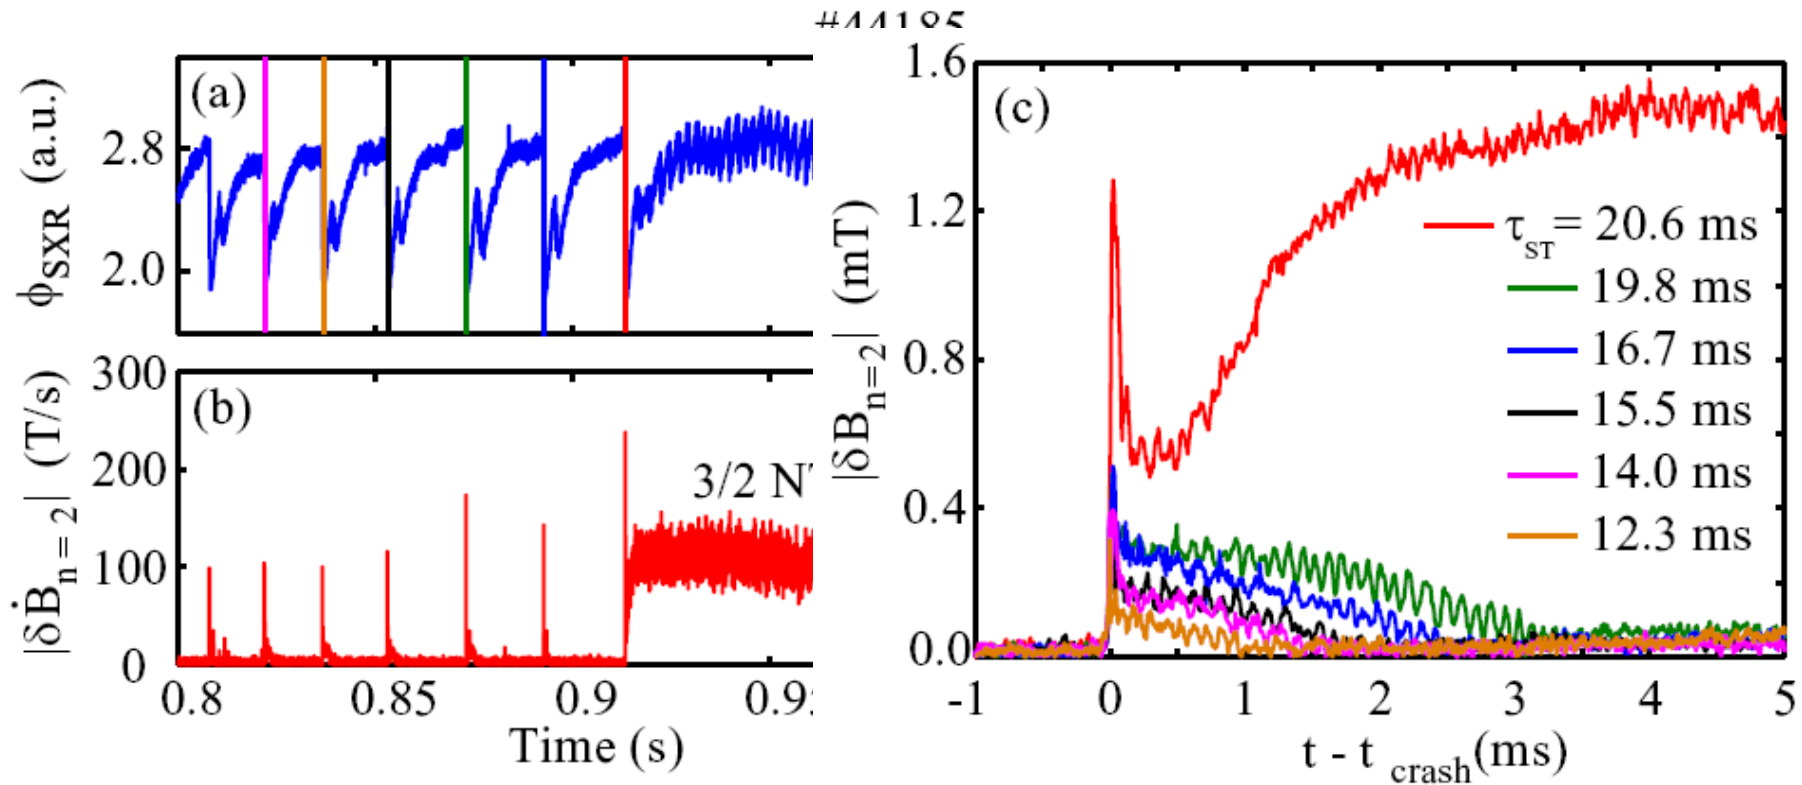 #44185
(a)
ϕSXR (a.u.)
2.8
2.0
(b)
|δḂn=2| (T/s)
300
200
100
0
3/2 N
0.8 0.85 0.9 0.9
Time (s)
(c)
|δBn=2| (mT)
1.6
1.2
0.8
0.4
0.0
τST= 20.6 ms
19.8 ms
16.7 ms
15.5 ms
14.0 ms
12.3 ms
-1 0 1 2 3 4 5
t - t crash(ms)